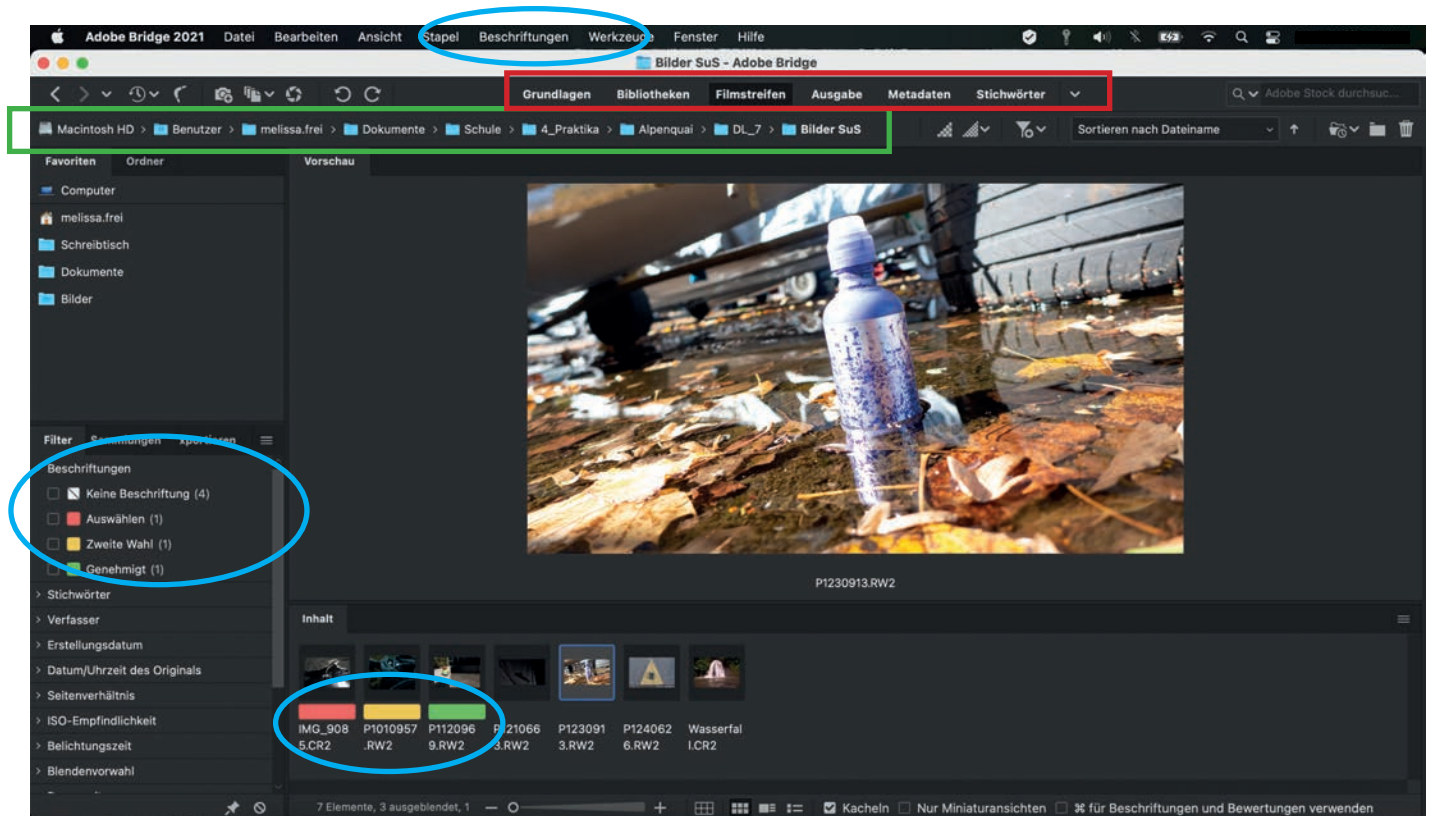 Adobe Bridge 2021 Datei Bearbeiten Ansicht Stapel Beschriftungen Werkzeuge Fenster Hilfe
Bilder SuS - Adobe Bridge
Grundlagen Bibliotheken Filmstreifen Ausgabe Metadaten Stichwörter
Adobe Stock durchsuc...
Macintosh HD > Benutzer > melissa.frei > Dokumente > Schule > 4_Praktika > Alpenquai > DL_7 > Bilder SuS
Sortieren nach Dateiname
Favoriten Ordner
Vorschau
Computer
melissa.frei
Schreibtisch
Dokumente
Bilder
Filter Sammlungen xportieren
Beschriftungen
Keine Beschriftung (4)
Auswählen (1)
Zweite Wahl (1)
Genehmigt (1)
> Stichwörter
> Verfasser
> Erstellungsdatum
> Datum/Uhrzeit des Originals
> Seitenverhältnis
> ISO-Empfindlichkeit
> Belichtungszeit
> Blendenvorwahl
P1230913.RW2
Inhalt
IMG_908 P1010957 P112096 P121066 P123091 P124062 Wasserfal
5.CR2 .RW2 9.RW2 3.RW2 3.RW2 6.RW2 l.CR2
7 Elemente, 3 ausgeblendet, 1
Kacheln Nur Miniaturansichten ⌘ für Beschriftungen und Bewertungen verwenden